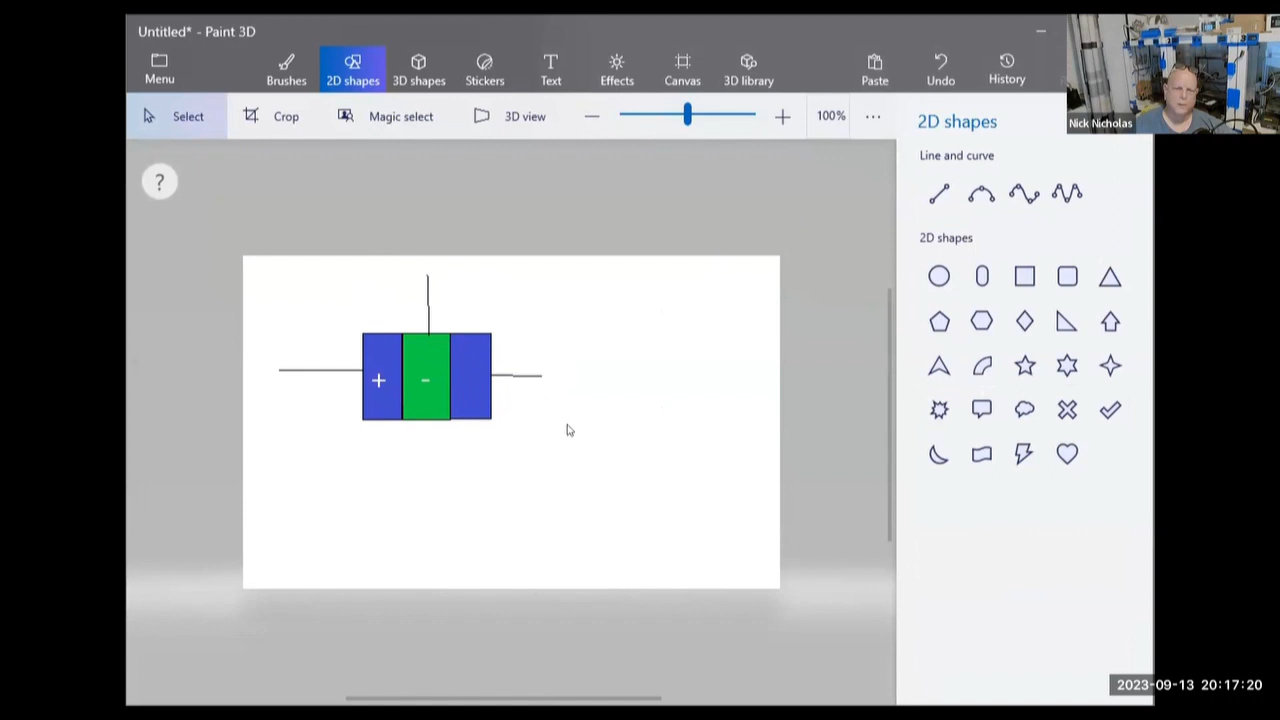 Untitled* - Paint 3D
Menu
Brushes
2D shapes
3D shapes
Stickers
Text
Effects
Canvas
3D library
Paste
Undo
History
Select
Crop
Magic select
3D view
100%
2D shapes
Nick Nicholas
Line and curve
?
2D shapes
+ -
2023-09-13 20:17:20